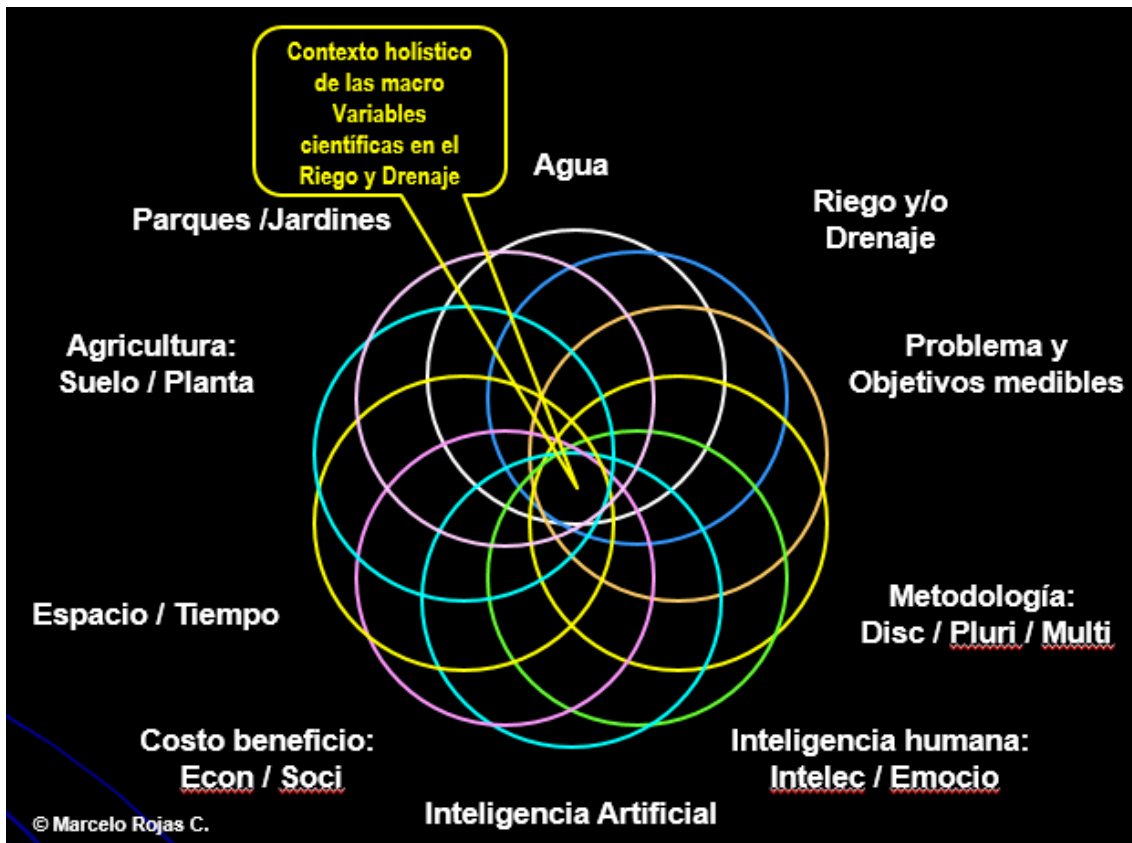 Contexto holístico
de las macro
Variables
científicas en el
Riego y Drenaje
Agua
Riego y/o
Drenaje
Parques /Jardines
Agricultura:
Suelo / Planta
Problema y
Objetivos medibles
Espacio / Tiempo
Metodología:
Disc / Pluri / Multi
Costo beneficio:
Econ / Soci
Inteligencia humana:
Intelec / Emocio
Inteligencia Artificial
© Marcelo Rojas C.